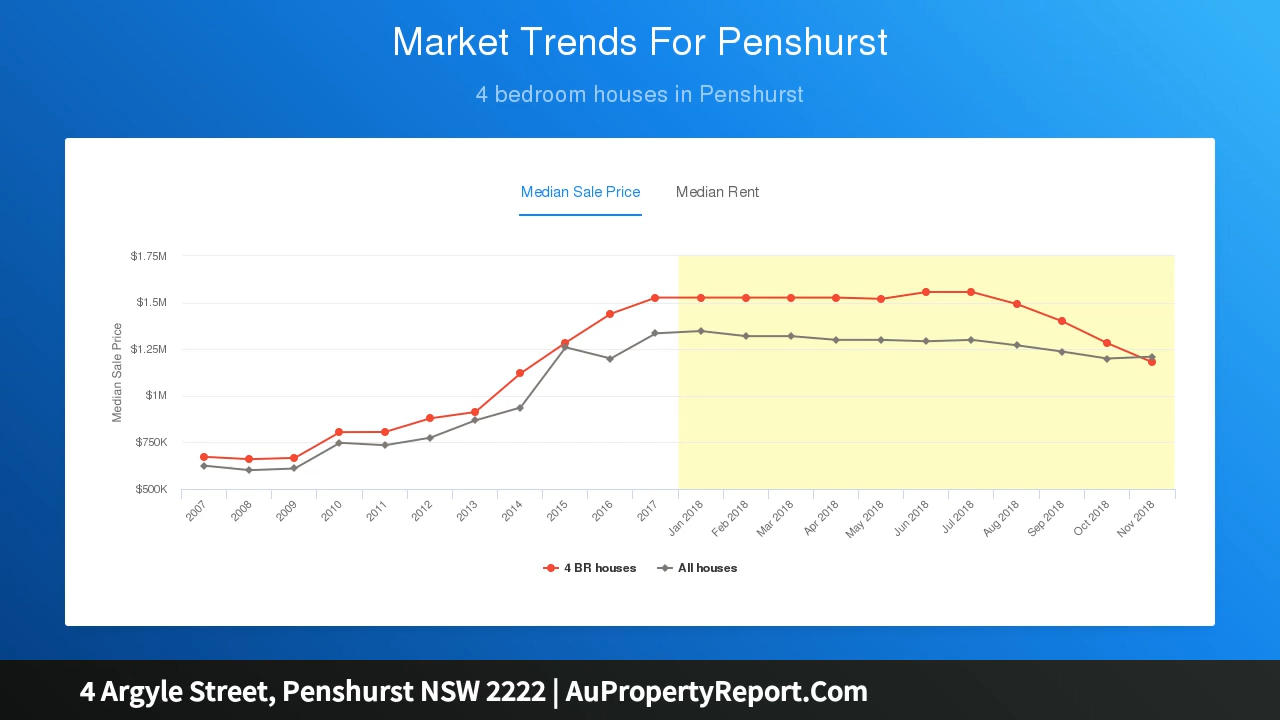 Market Trends For Penshurst
4 bedroom houses in Penshurst
Median Sale Price Median Rent
Median Sale Price
$1.75M
$1.5M
$1.25M
$1M
$750K
$500K
2007 2008 2009 2010 2011 2012 2013 2014 2015 2016 2017 Jan 2018 Feb 2018 Mar 2018 Apr 2018 May 2018 Jun 2018 Jul 2018 Aug 2018 Sep 2018 Oct 2018 Nov 2018
4 BR houses All houses
4 Argyle Street, Penshurst NSW 2222 | AuPropertyReport.Com